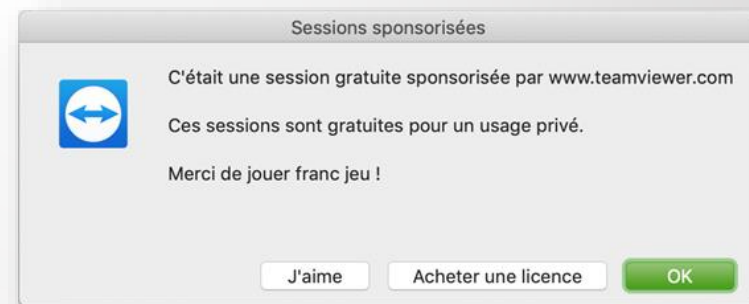 Sessions sponsorisées
C'était une session gratuite sponsorisée par www.teamviewer.com
Ces sessions sont gratuites pour un usage privé.
Merci de jouer franc jeu !
J'aime Acheter une licence OK